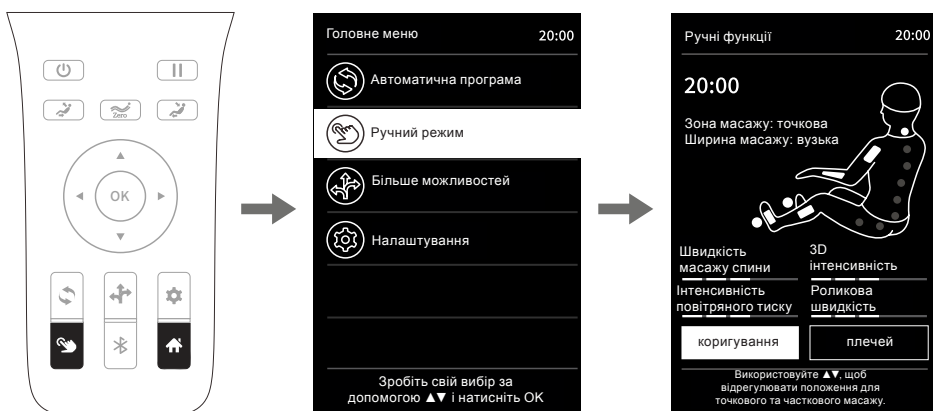 Zero
OK
Головне меню 20:00
Автоматична програма
Ручний режим
Більше можливостей
Налаштування
Зробіть свій вибір за
допомогою ▲▼ і натисніть OK
Ручні функції 20:00
20:00
Зона масажу: точкова
Ширина масажу: вузька
Швидкість
масажу спини
3D
інтенсивність
Інтенсивність
повітряного тиску
Роликова
швидкість
коригування
плечей
Використовуйте ▲▼, щоб
відрегулювати положення для
точкового та часткового масажу.